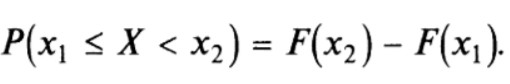 P(x₁ ≤ X < x₂) = F(x₂) − F(x₁).